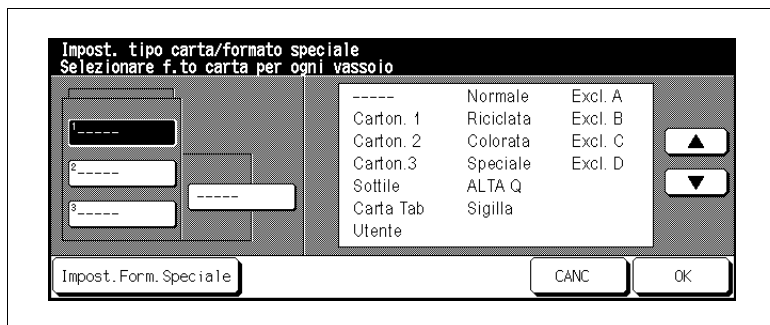 Impost. tipo carta/formato speciale
Selezionare f.to carta per ogni vassoio
1-----
2-----
3-----
-----
----- Normale Excl. A
Carton. 1 Riciclata Excl. B
Carton. 2 Colorata Excl. C
Carton.3 Speciale Excl. D
Sottile ALTA Q
Carta Tab Sigilla
Utente
Impost.Form.Speciale CANC OK